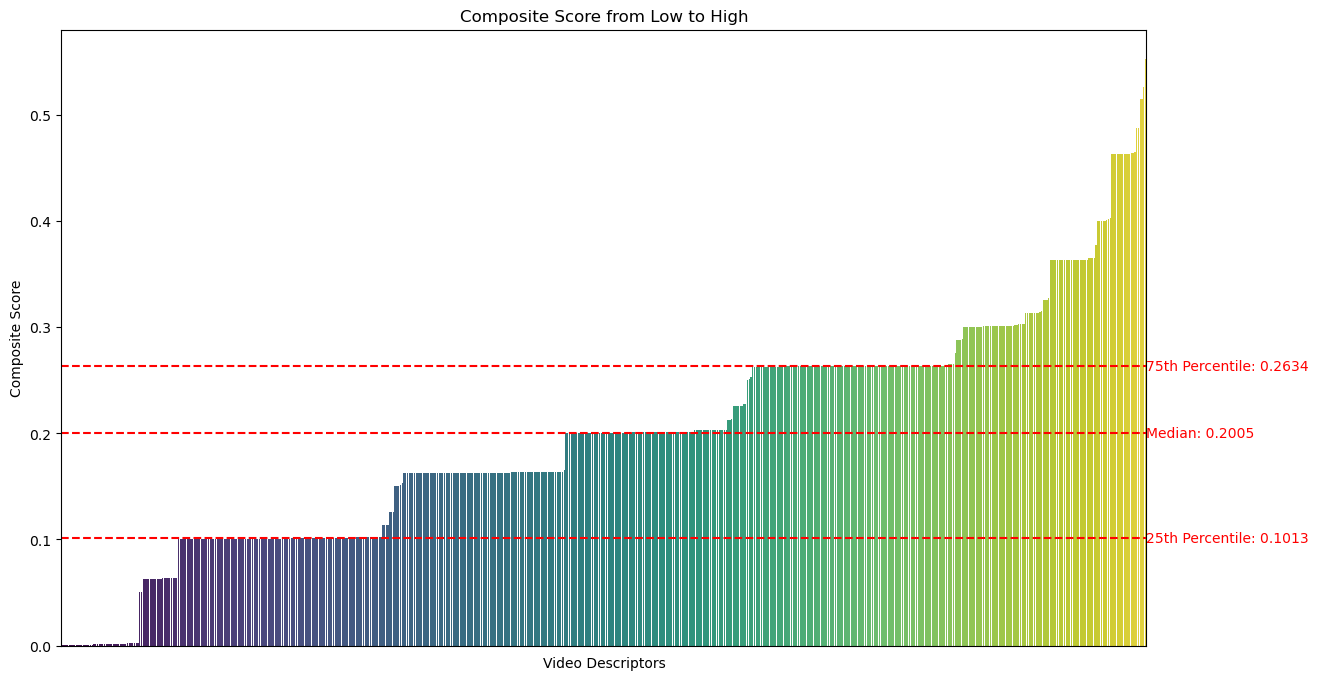 Composite Score from Low to High
Composite Score
0.5
0.4
0.3
0.2
0.1
0.0
75th Percentile: 0.2634
Median: 0.2005
25th Percentile: 0.1013
Video Descriptors